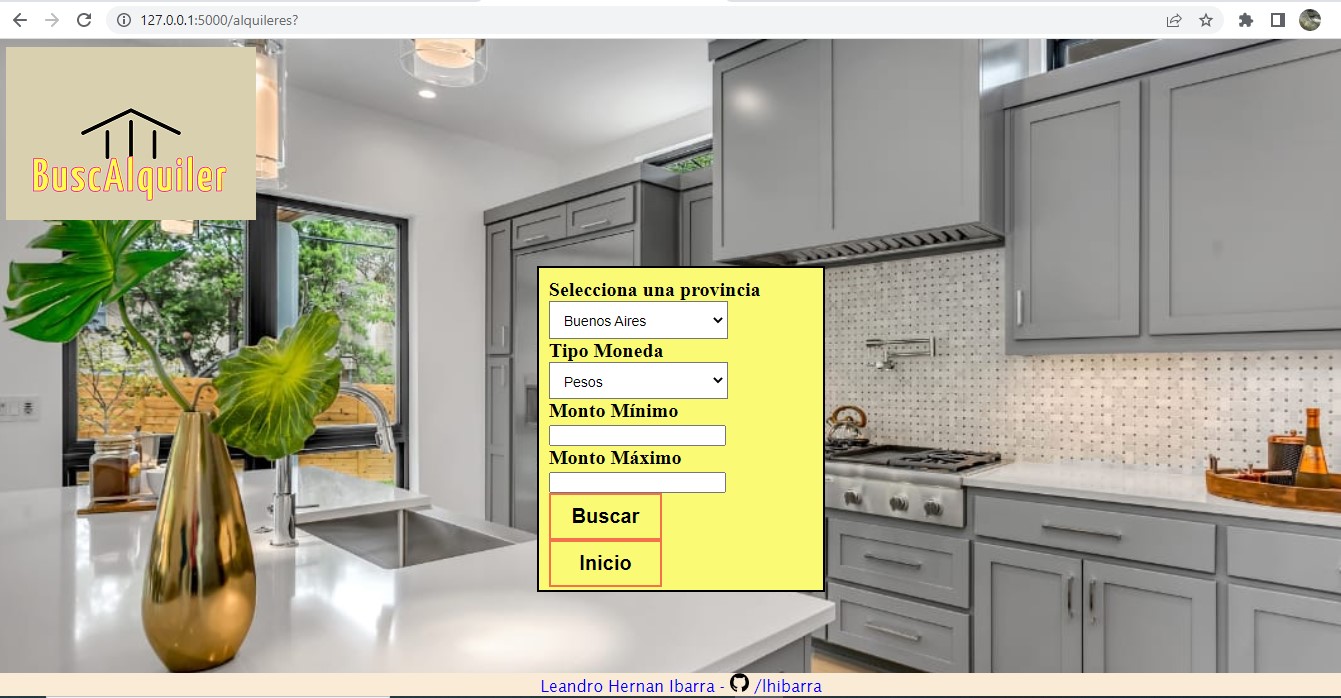 127.0.0.1:5000/alquileres?
BuscAlquiler
Selecciona una provincia
Buenos Aires
Tipo Moneda
Pesos
Monto Mínimo
Monto Máximo
Buscar
Inicio
Leandro Hernan Ibarra - /lhibarra